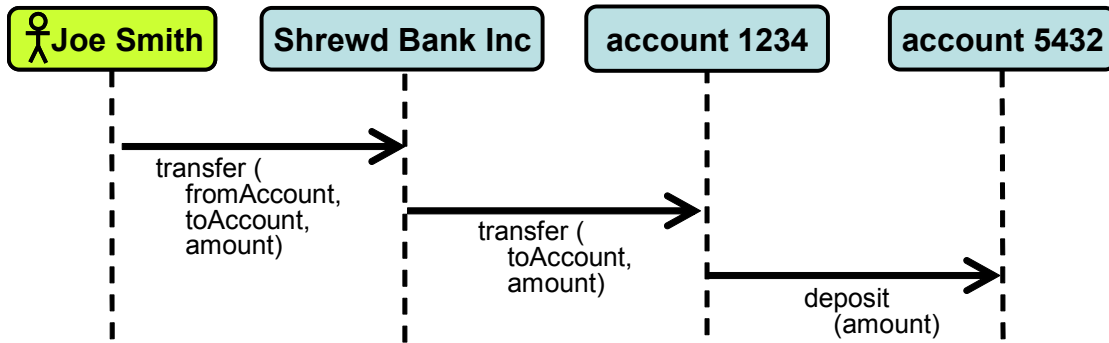 Joe Smith
Shrewd Bank Inc
account 1234
account 5432
transfer (
fromAccount,
toAccount,
amount)
transfer (
toAccount,
amount)
deposit
(amount)